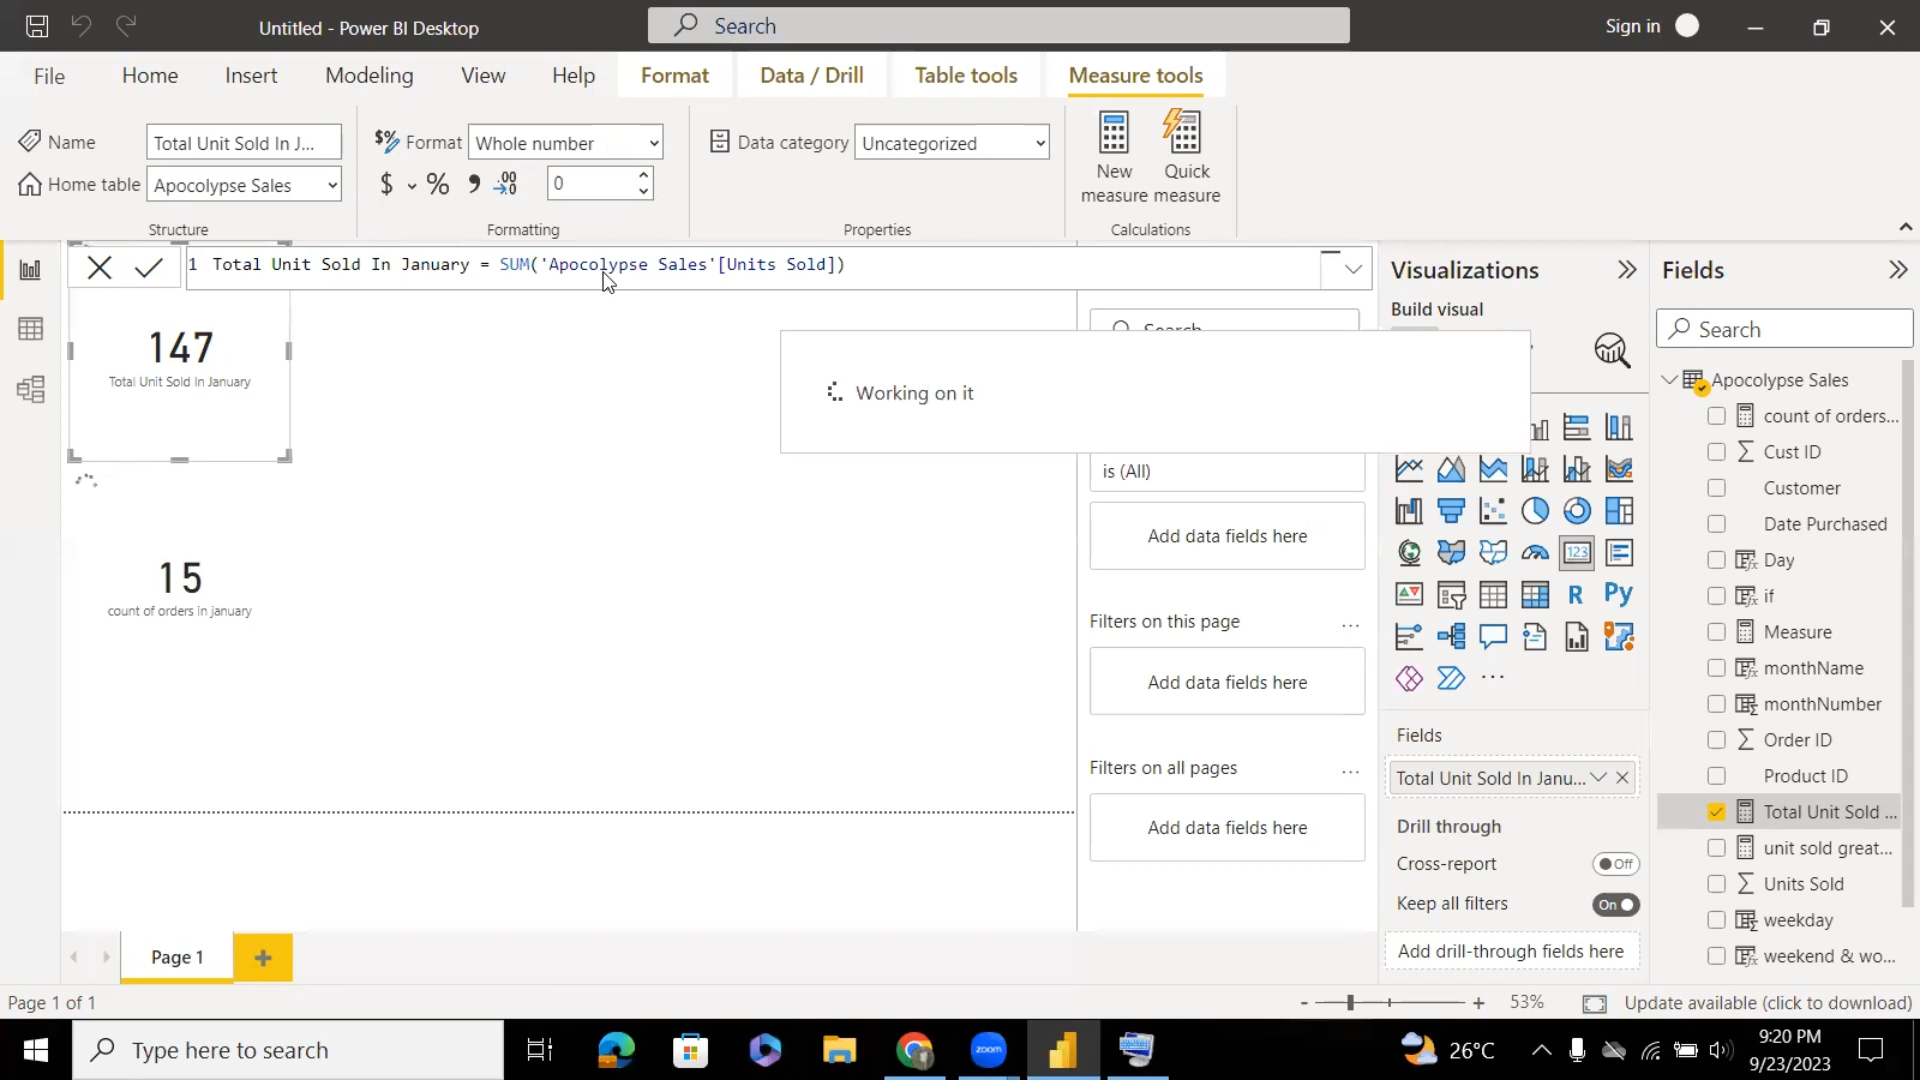 Untitled - Power BI Desktop
Search
Sign in
File
Home
Insert
Modeling
View
Help
Format
Data / Drill
Table tools
Measure tools
Name
Total Unit Sold In J...
Home table
Apocolypse Sales
Structure
Format
Whole number
$
%
0
Formatting
Data category
Uncategorized
Properties
New
measure
Quick
measure
Calculations
1 Total Unit Sold In January = SUM('Apocolypse Sales'[Units Sold])
147
Total Unit Sold In January
15
count of orders in january
Working on it
is (All)
Add data fields here
Filters on this page
...
Add data fields here
Filters on all pages
...
Add data fields here
Visualizations
Build visual
123
R
Py
...
Fields
Total Unit Sold In Janu...
Drill through
Cross-report
Off
Keep all filters
On
Add drill-through fields here
Fields
Search
Apocolypse Sales
count of orders...
Cust ID
Customer
Date Purchased
Day
if
Measure
monthName
monthNumber
Order ID
Product ID
Total Unit Sold ...
unit sold great...
Units Sold
weekday
weekend & wo...
Page 1
Page 1 of 1
53%
Update available (click to download)
Type here to search
zoom
26°C
9:20 PM
9/23/2023